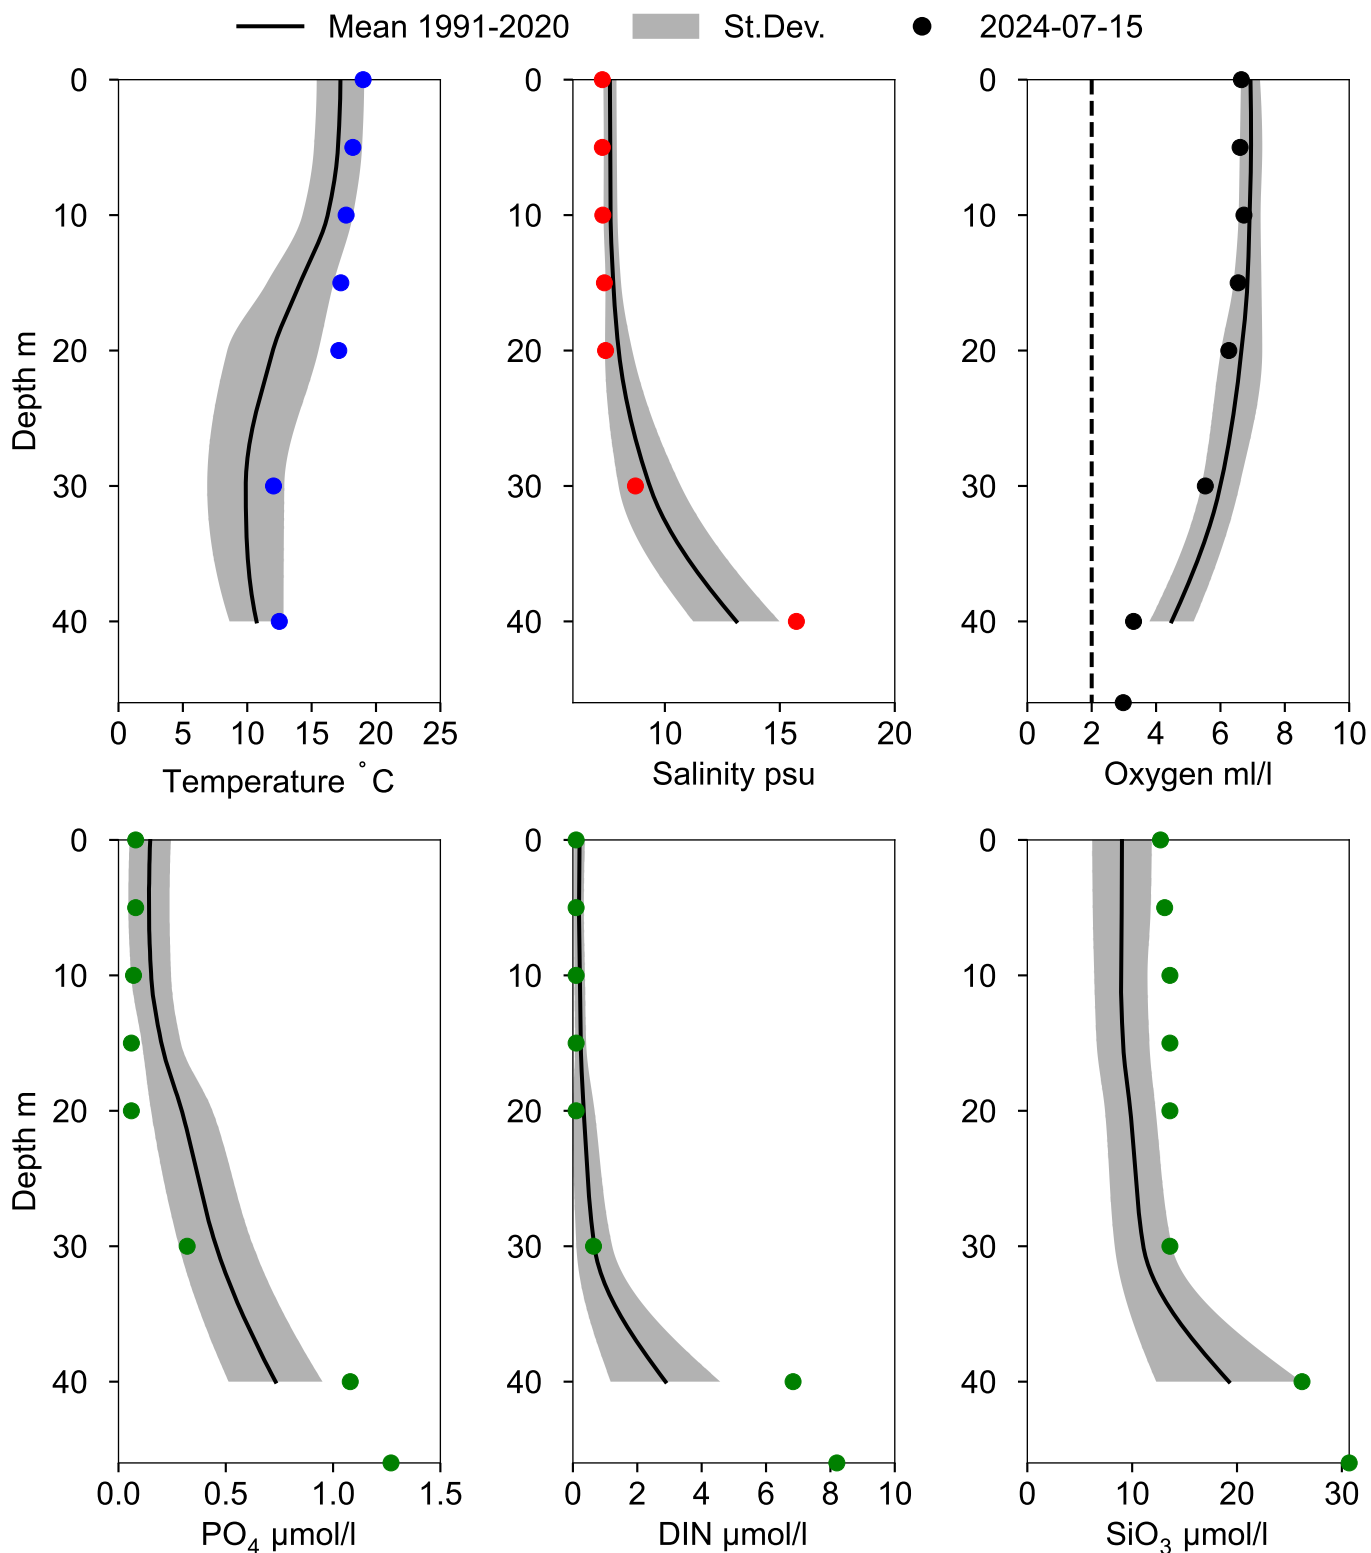 Mean 1991-2020 St.Dev. 2024-07-15
0 0 0
10 10 10
20 20 20
30 30 30
40 40 40
Depth m
0 5 10 15 20 25 10 15 20 0 2 4 6 8 10
Temperature °C Salinity psu Oxygen ml/l
0 0 0
10 10 10
20 20 20
30 30 30
40 40 40
Depth m
0.0 0.5 1.0 1.5 0 2 4 6 8 10 0 10 20 30
PO₄ µmol/l DIN µmol/l SiO₃ µmol/l